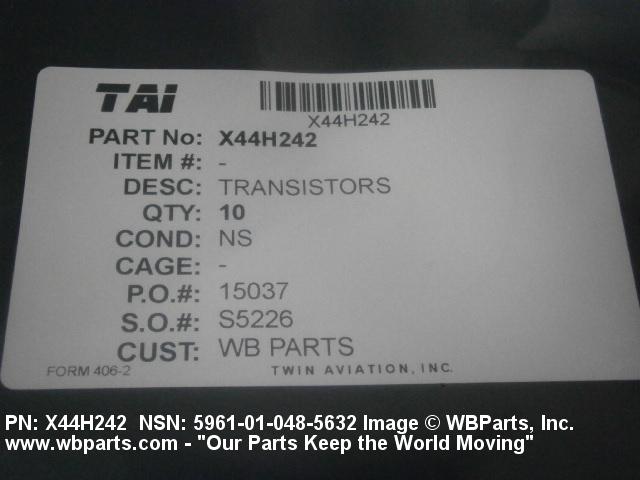 TAI
X44H242
PART No: X44H242
ITEM #: -
DESC: TRANSISTORS
QTY: 10
COND: NS
CAGE: -
P.O.#: 15037
S.O.#: S5226
CUST: WB PARTS
FORM 406-2 TWIN AVIATION, INC.
PN: X44H242 NSN: 5961-01-048-5632 Image © WBParts, Inc.
www.wbparts.com - "Our Parts Keep the World Moving"